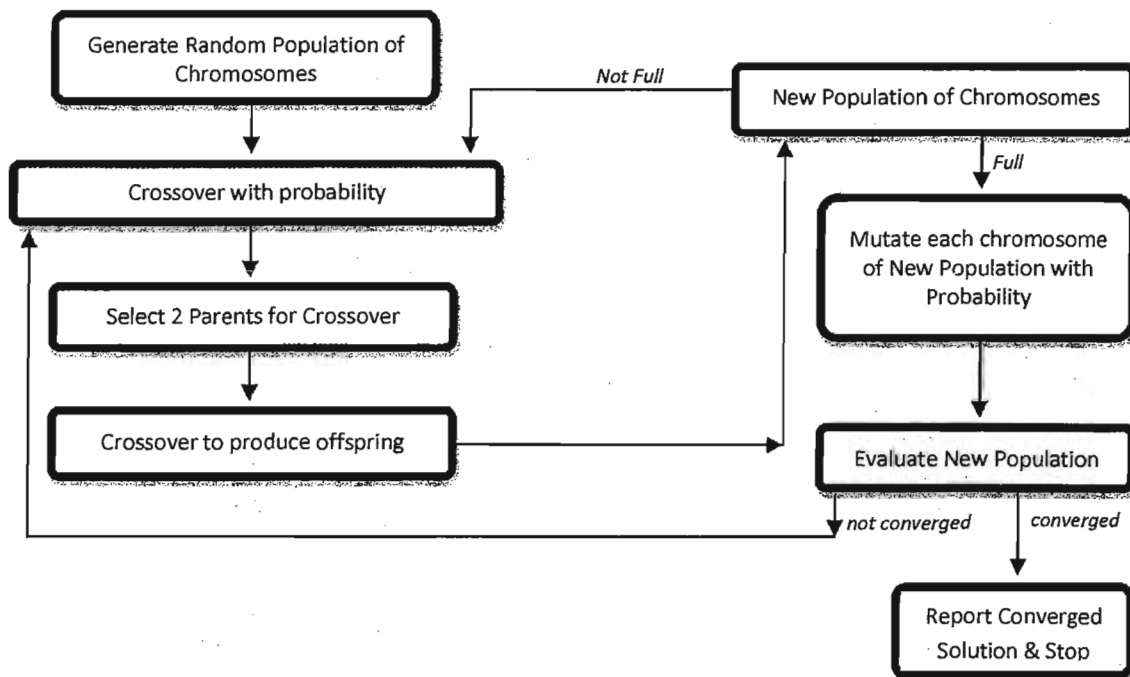 Generate Random Population of
Chromosomes
Crossover with probability
Select 2 Parents for Crossover
Crossover to produce offspring
Not Full
New Population of Chromosomes
Full
Mutate each chromosome
of New Population with
Probability
Evaluate New Population
not converged
converged
Report Converged
Solution & Stop